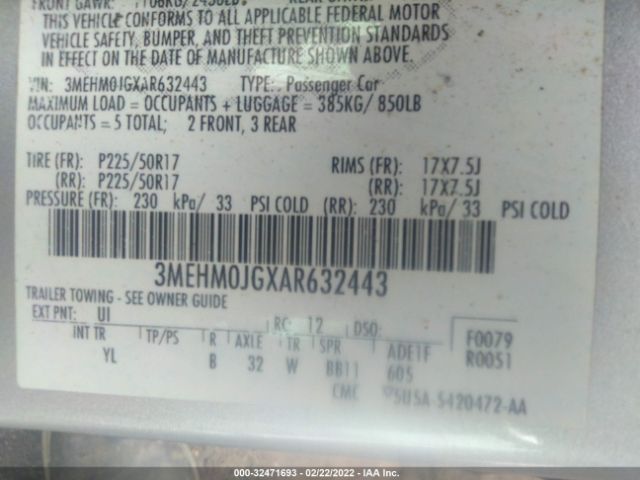 FRONT GAWR:
THIS VEHICLE CONFORMS TO ALL APPLICABLE FEDERAL MOTOR
VEHICLE SAFETY, BUMPER, AND THEFT PREVENTION STANDARDS
IN EFFECT ON THE DATE OF MANUFACTURE SHOWN ABOVE.
VIN: 3MEHM0JGXAR632443 TYPE: Passenger Car
MAXIMUM LOAD = OCCUPANTS + LUGGAGE = 385KG/ 850LB
OCCUPANTS = 5 TOTAL; 2 FRONT, 3 REAR
TIRE (FR): P225/50R17 RIMS (FR): 17X7.5J
(RR): P225/50R17 (RR): 17X7.5J
PRESSURE (FR): 230 kPa/ 33 PSI COLD (RR): 230 kPa/ 33 PSI COLD
3MEHM0JGXAR632443
TRAILER TOWING - SEE OWNER GUIDE
EXT PNT: UI RC: 12 DSO: F0079
INT TR TP/PS R AXLE TR SPR ADE1F R0051
YL B 32 W BB11 605
CMC 5U5A-5420472-AA
000-32471693 - 02/22/2022 - IAA Inc.